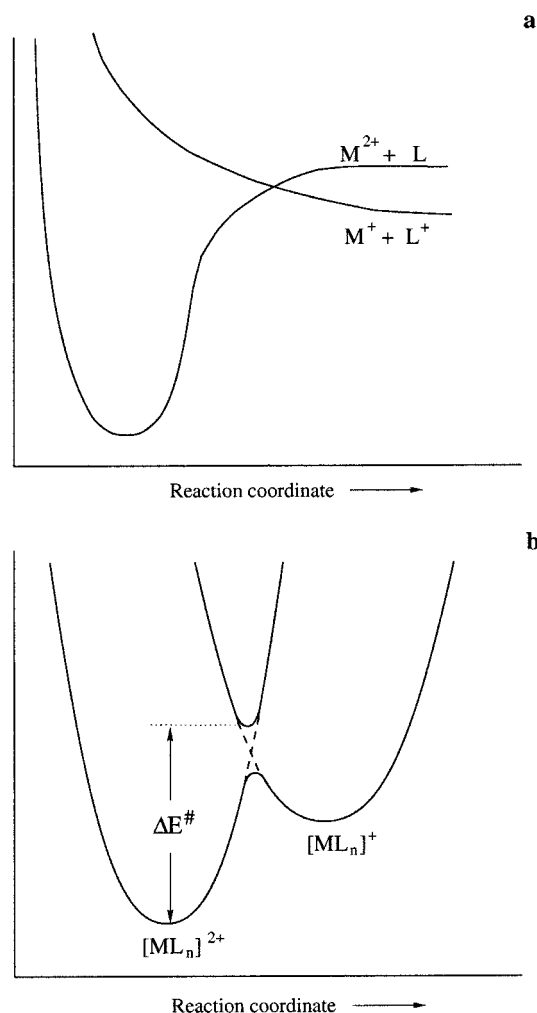 a
M²⁺ + L
M⁺ + L⁺
Reaction coordinate
b
ΔE^#
[MLₙ]⁺
[MLₙ]²⁺
Reaction coordinate